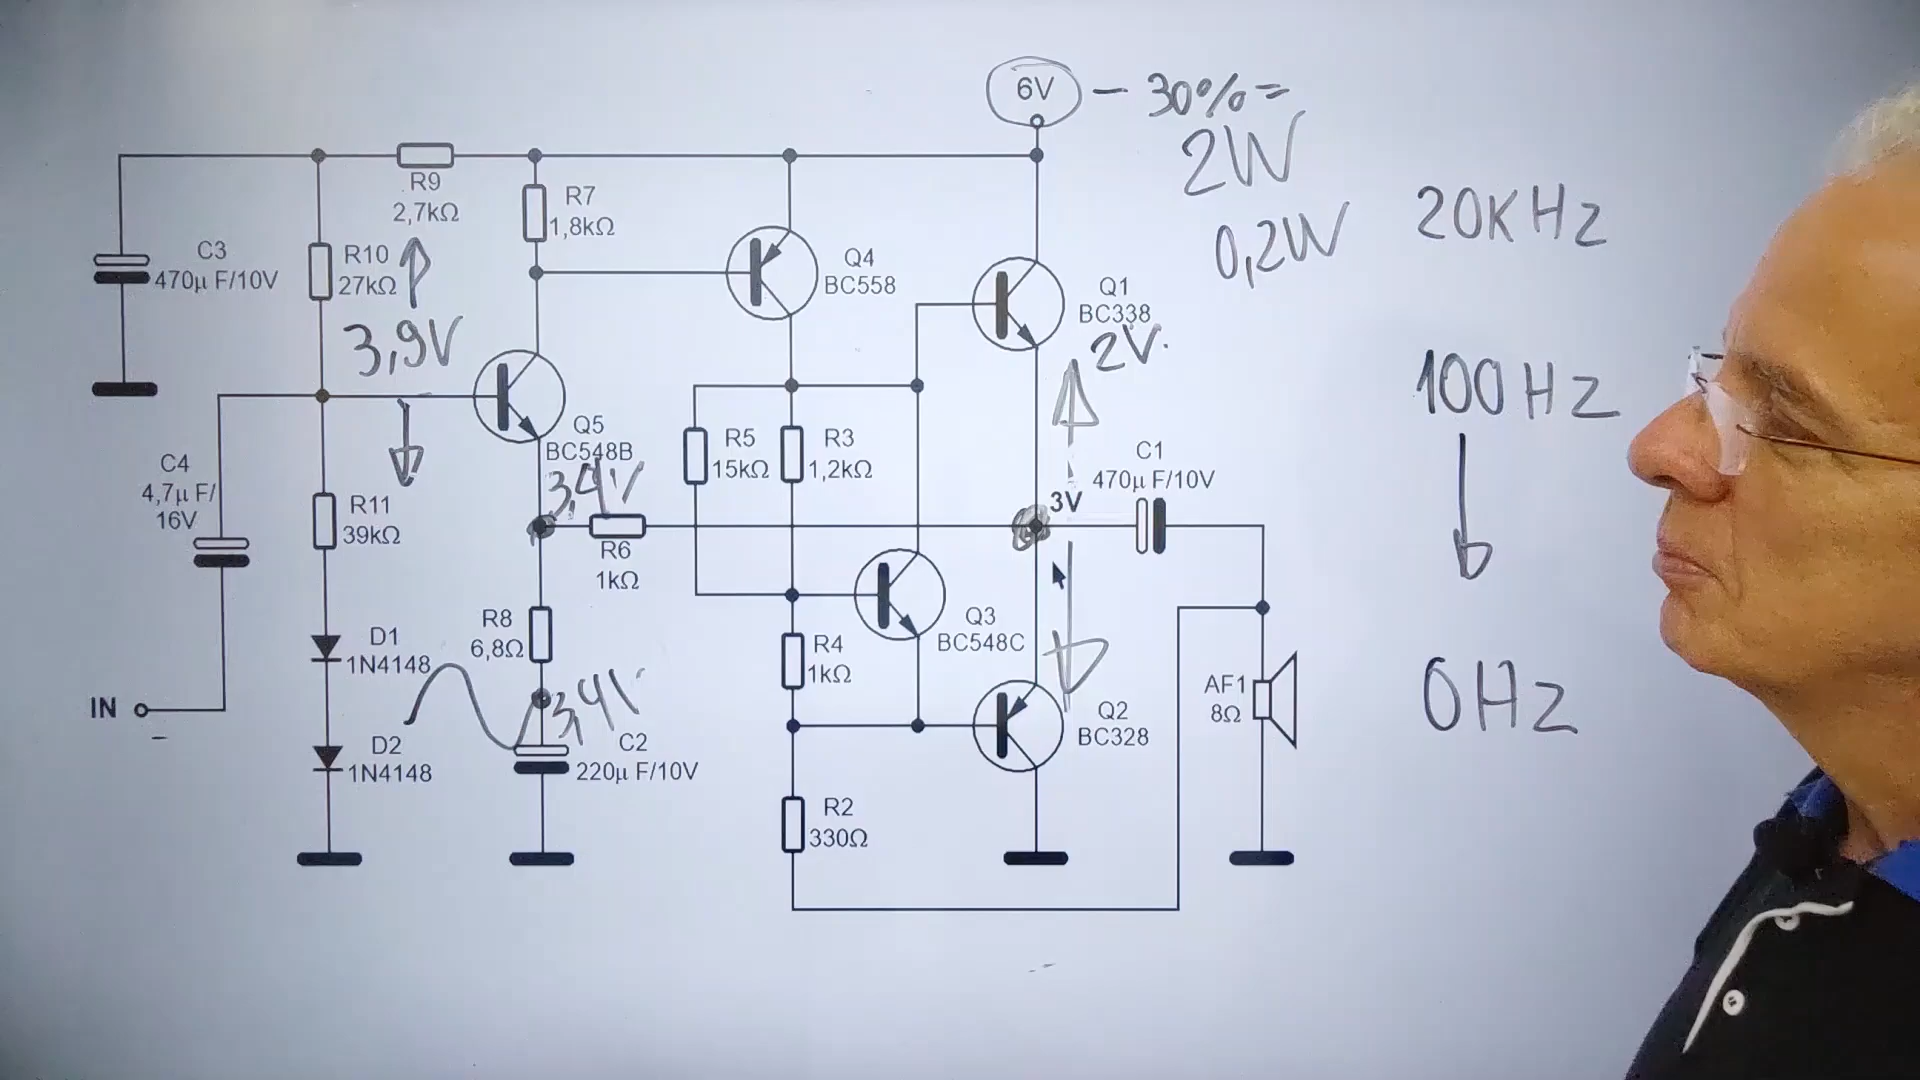 6V
– 30% =
2W
0,2W
20KHz
R9
2,7kΩ
R7
1,8kΩ
C3
470µ F/10V
R10
27kΩ
Q4
BC558
Q1
BC338
2V
3,9V
100Hz
Q5
BC548B
R5
15kΩ
R3
1,2kΩ
C1
470µ F/10V
3V
C4
4,7µ F/
16V
3,4V
R11
39kΩ
R6
1kΩ
R8
6,8Ω
Q3
BC548C
R4
1kΩ
D1
1N4148
IN
3,4V
AF1
8Ω
0Hz
Q2
BC328
D2
1N4148
C2
220µ F/10V
R2
330Ω